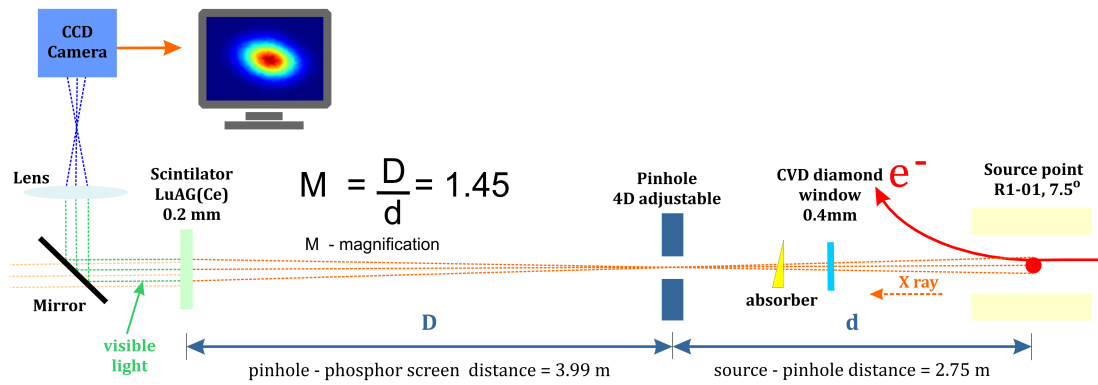 CCD
Camera
Lens
Mirror
visible
light
Scintilator
LuAG(Ce)
0.2 mm
M = D/d = 1.45
M - magnification
Pinhole
4D adjustable
CVD diamond
window
0.4mm
e⁻
Source point
R1-01, 7.5º
absorber
X ray
D
d
pinhole - phosphor screen distance = 3.99 m
source - pinhole distance = 2.75 m